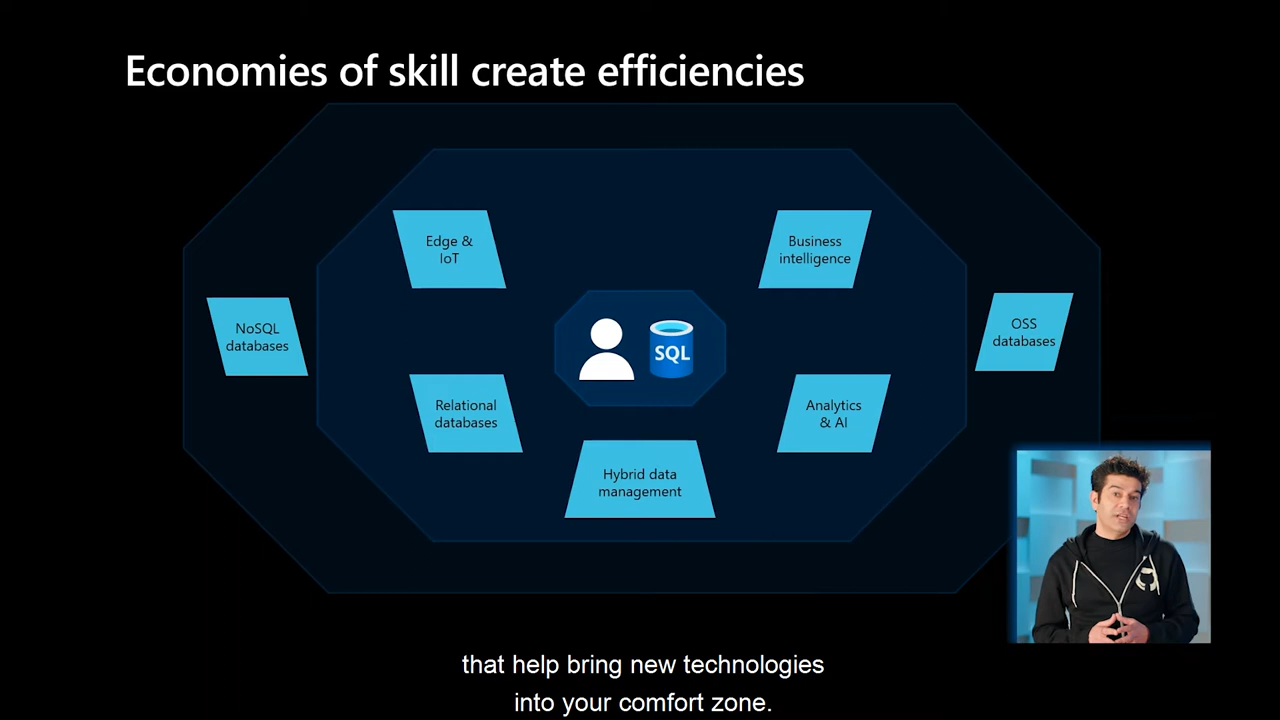 Economies of skill create efficiencies
Edge &
IoT
Business
intelligence
NoSQL
databases
SQL
OSS
databases
Relational
databases
Analytics
& AI
Hybrid data
management
that help bring new technologies
into your comfort zone.